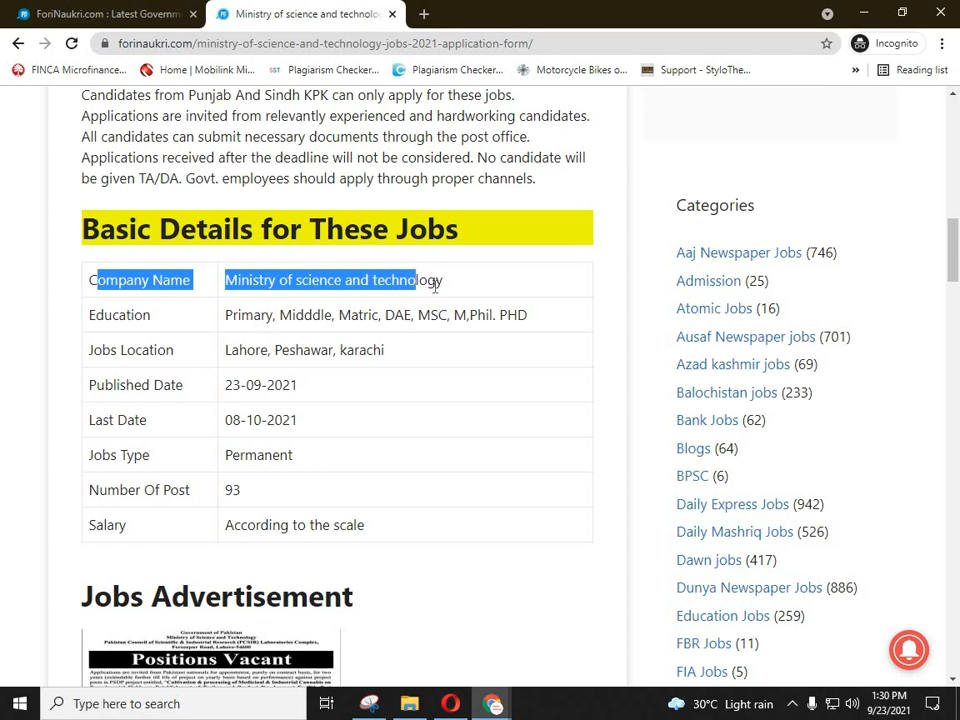 ForiNaukri.com : Latest Governm
Ministry of science and technolog
forinaukri.com/ministry-of-science-and-technology-jobs-2021-application-form/
Incognito
FINCA Microfinance...
Home | Mobilink Mi...
SST
Plagiarism Checker...
Plagiarism Checker...
Motorcycle Bikes o...
Support - StyloThe...
Reading list
Candidates from Punjab And Sindh KPK can only apply for these jobs.
Applications are invited from relevantly experienced and hardworking candidates.
All candidates can submit necessary documents through the post office.
Applications received after the deadline will not be considered. No candidate will
be given TA/DA. Govt. employees should apply through proper channels.
Basic Details for These Jobs
Company Name Ministry of science and technology
Education Primary, Midddle, Matric, DAE, MSC, M,Phil. PHD
Jobs Location Lahore, Peshawar, karachi
Published Date 23-09-2021
Last Date 08-10-2021
Jobs Type Permanent
Number Of Post 93
Salary According to the scale
Jobs Advertisement
Government of Pakistan
Ministry of Science and Technology
Pakistan Council of Scientific & Industrial Research (PCSIR) Laboratories Complex,
Ferozepur Road, Lahore-54600
Positions Vacant
Categories
Aaj Newspaper Jobs (746)
Admission (25)
Atomic Jobs (16)
Ausaf Newspaper jobs (701)
Azad kashmir jobs (69)
Balochistan jobs (233)
Bank Jobs (62)
Blogs (64)
BPSC (6)
Daily Express Jobs (942)
Daily Mashriq Jobs (526)
Dawn jobs (417)
Dunya Newspaper Jobs (886)
Education Jobs (259)
FBR Jobs (11)
FIA Jobs (5)
Type here to search
30°C Light rain
1:30 PM
9/23/2021